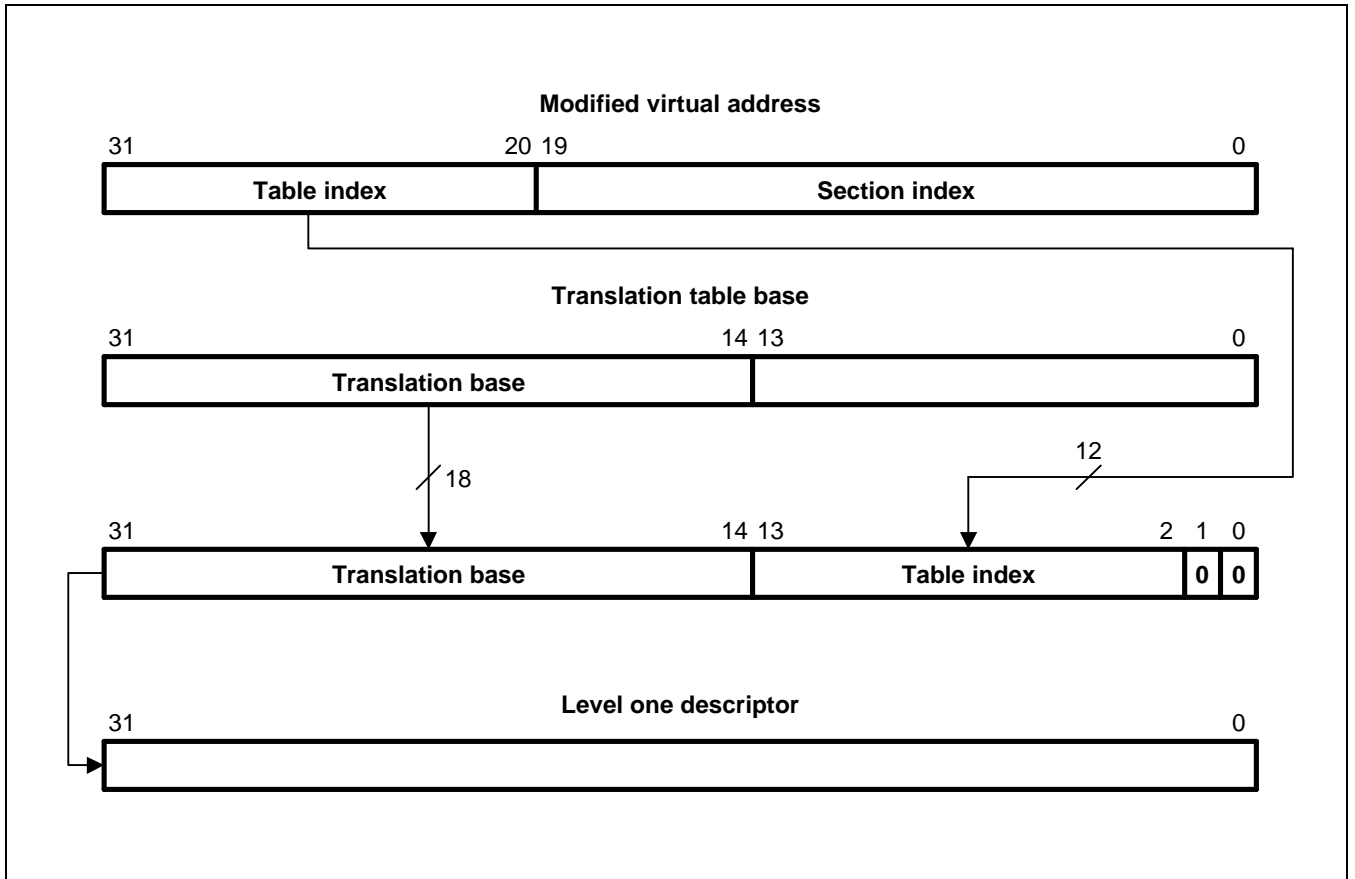 Modified virtual address
31 20 19 0
Table index Section index
Translation table base
31 14 13 0
Translation base
12
18
31 14 13 2 1 0
Translation base Table index 0 0
Level one descriptor
31 0